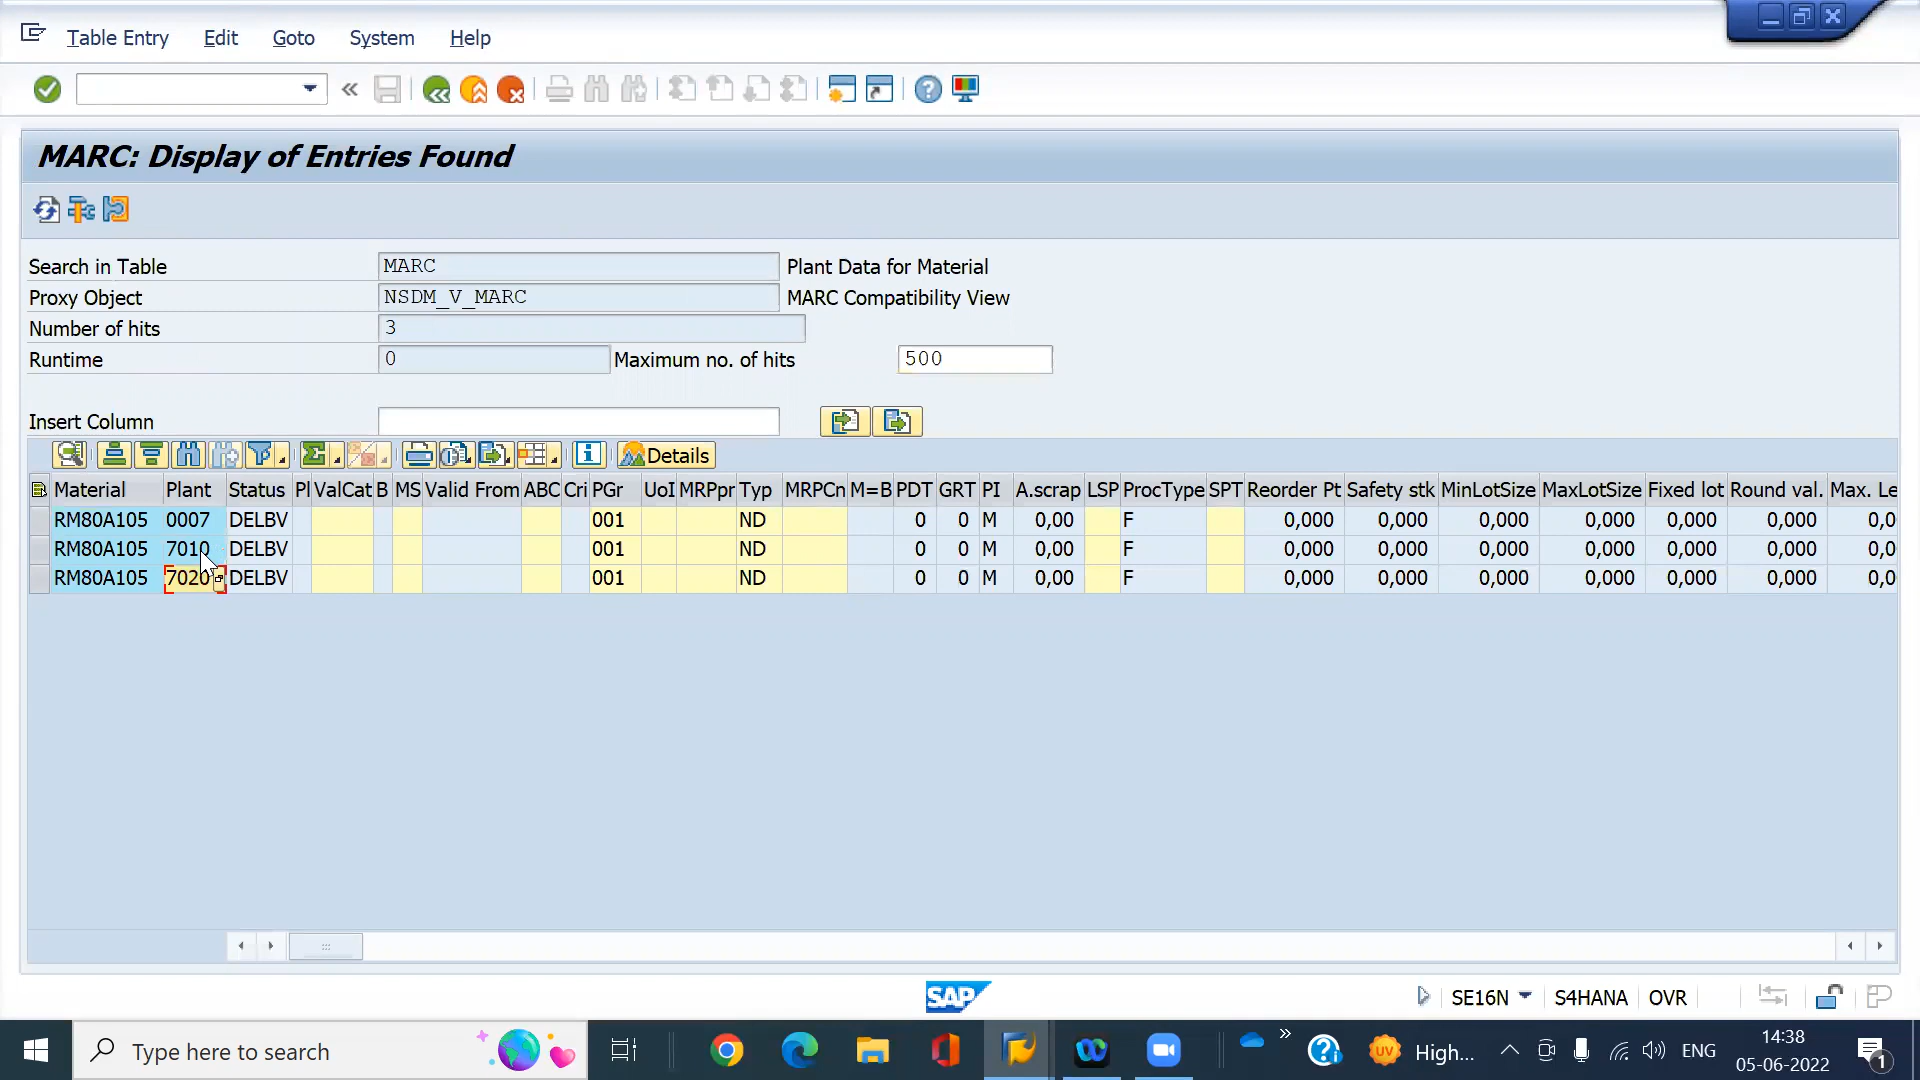 Table Entry Edit Goto System Help
MARC: Display of Entries Found
Search in Table MARC Plant Data for Material
Proxy Object NSDM_V_MARC MARC Compatibility View
Number of hits 3
Runtime 0 Maximum no. of hits 500
Insert Column
Details
Material Plant Status Pl ValCat B MS Valid From ABC Cri PGr UoI MRPpr Typ MRPCn M=B PDT GRT PI A.scrap LSP ProcType SPT Reorder Pt Safety stk MinLotSize MaxLotSize Fixed lot Round val. Max. Le
RM80A105 0007 DELBV 001 ND 0 0 M 0,00 F 0,000 0,000 0,000 0,000 0,000 0,000 0,0
RM80A105 7010 DELBV 001 ND 0 0 M 0,00 F 0,000 0,000 0,000 0,000 0,000 0,000 0,0
RM80A105 7020 DELBV 001 ND 0 0 M 0,00 F 0,000 0,000 0,000 0,000 0,000 0,000 0,0
SAP
SE16N S4HANA OVR
Type here to search UV High... ENG 14:38
05-06-2022 1